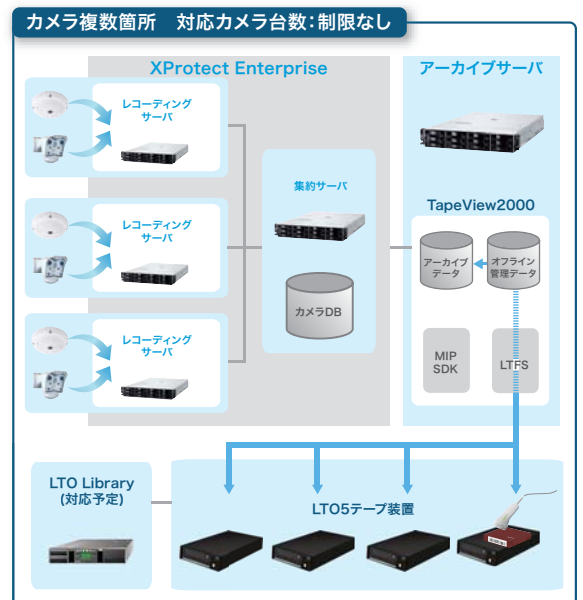 カメラ複数箇所　対応カメラ台数：制限なし
XProtect Enterprise
アーカイブサーバ
レコーディング
サーバ
集約サーバ
TapeView2000
レコーディング
サーバ
アーカイブ
データ
オフライン
管理データ
カメラDB
レコーディング
サーバ
MIP
SDK
LTFS
LTO Library
(対応予定)
LTO5テープ装置